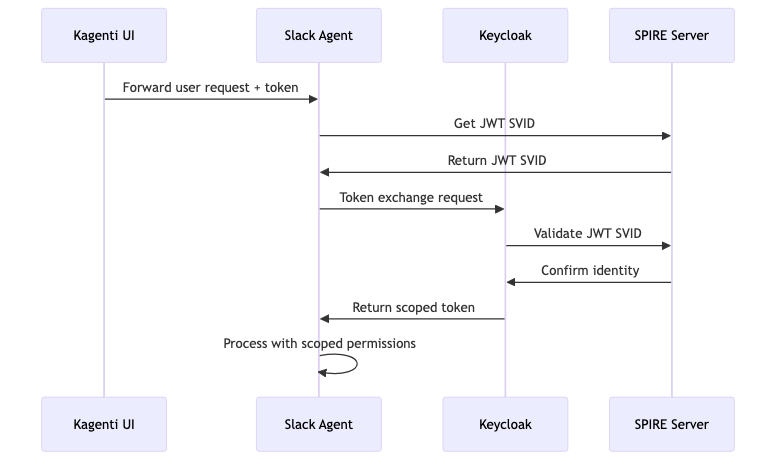 Kagenti UI
Slack Agent
Keycloak
SPIRE Server
Forward user request + token
Get JWT SVID
Return JWT SVID
Token exchange request
Validate JWT SVID
Confirm identity
Return scoped token
Process with scoped permissions
Kagenti UI
Slack Agent
Keycloak
SPIRE Server